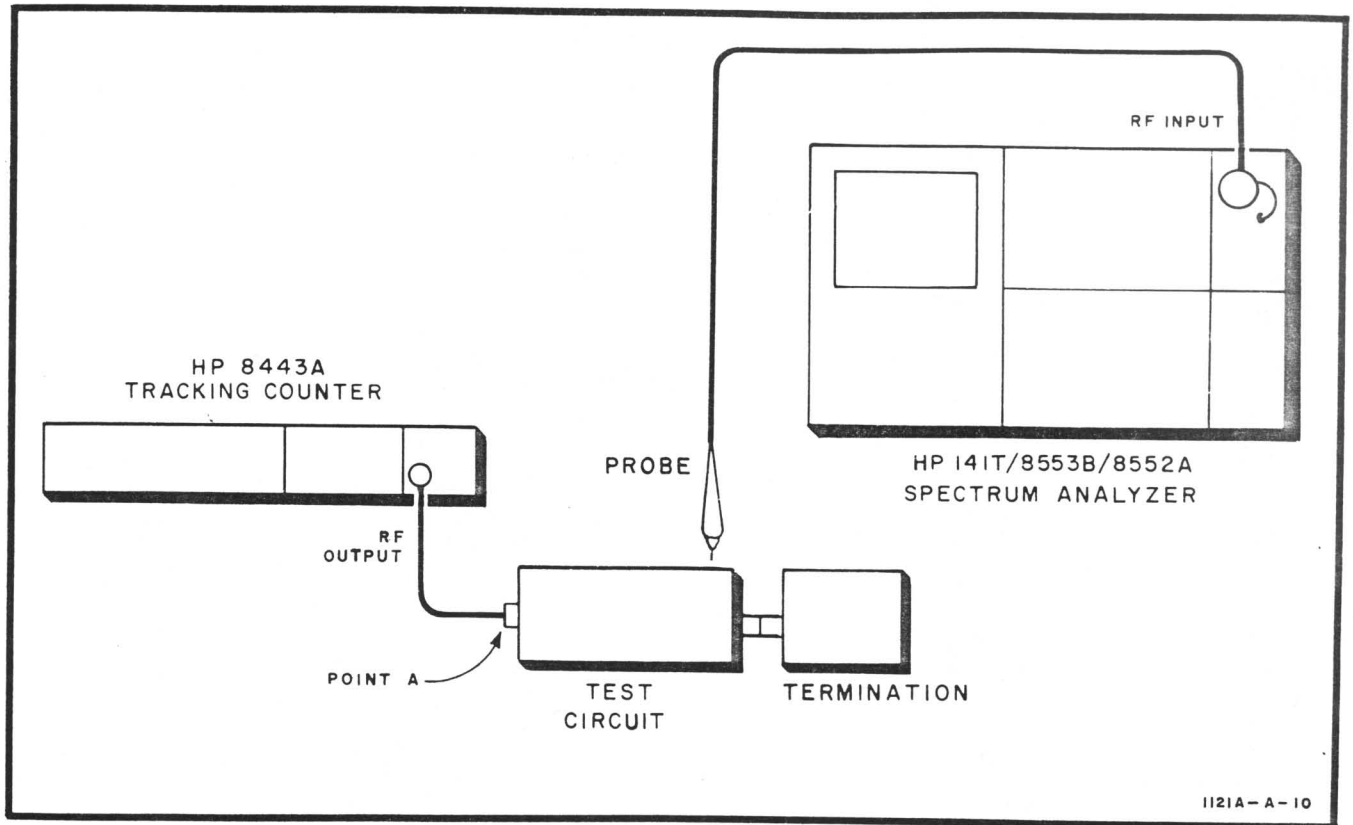 RF INPUT
HP 8443A
TRACKING COUNTER
PROBE
HP 141T/8553B/8552A
SPECTRUM ANALYZER
RF
OUTPUT
POINT A
TEST
CIRCUIT
TERMINATION
1121A-A-10